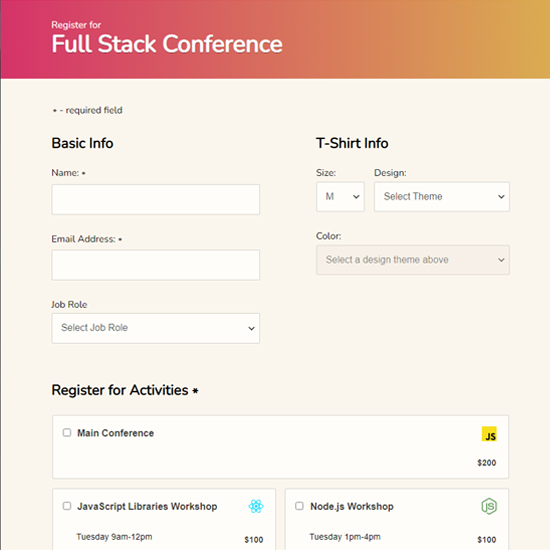 Register for
Full Stack Conference
* - required field
Basic Info
Name: *
Email Address: *
Job Role
Select Job Role
T-Shirt Info
Size:
Design:
M
Select Theme
Color:
Select a design theme above
Register for Activities *
Main Conference
JS
$200
JavaScript Libraries Workshop
Tuesday 9am-12pm
$100
Node.js Workshop
JS
Tuesday 1pm-4pm
$100